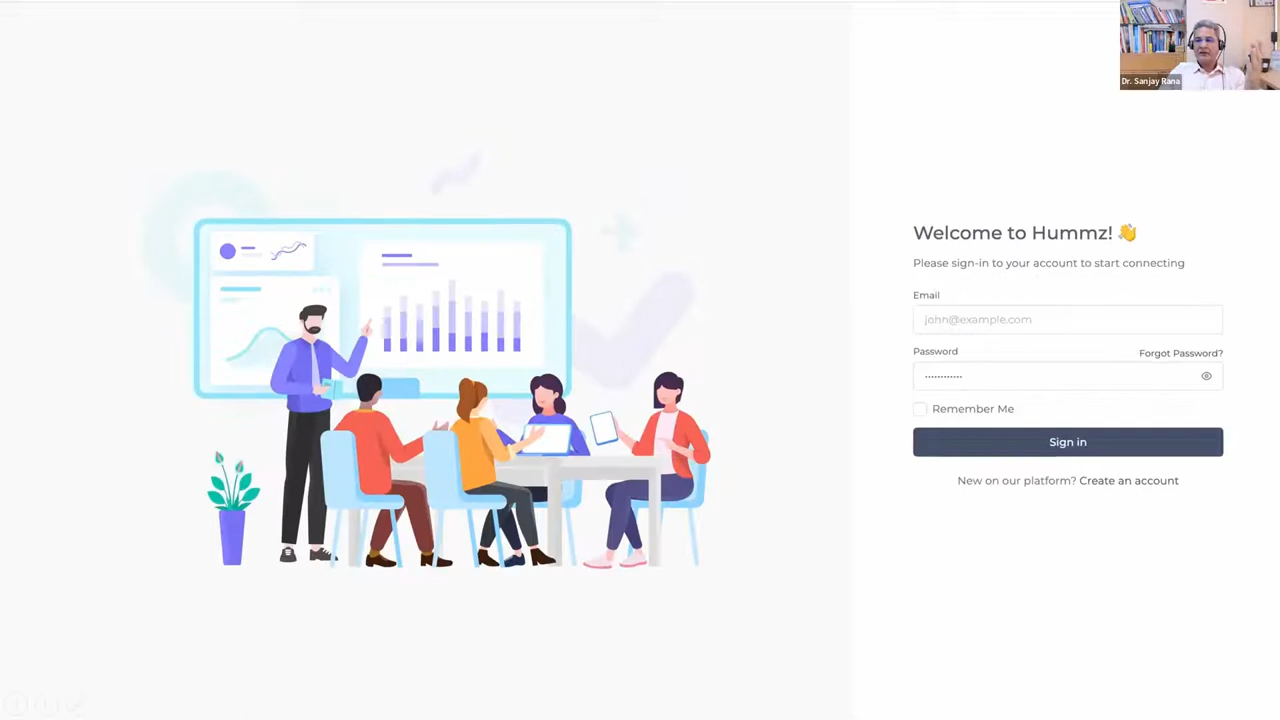 Dr. Sanjay Rana
Welcome to Hummz! 👋
Please sign-in to your account to start connecting
Email
john@example.com
Password
Forgot Password?
............
Remember Me
Sign in
New on our platform? Create an account